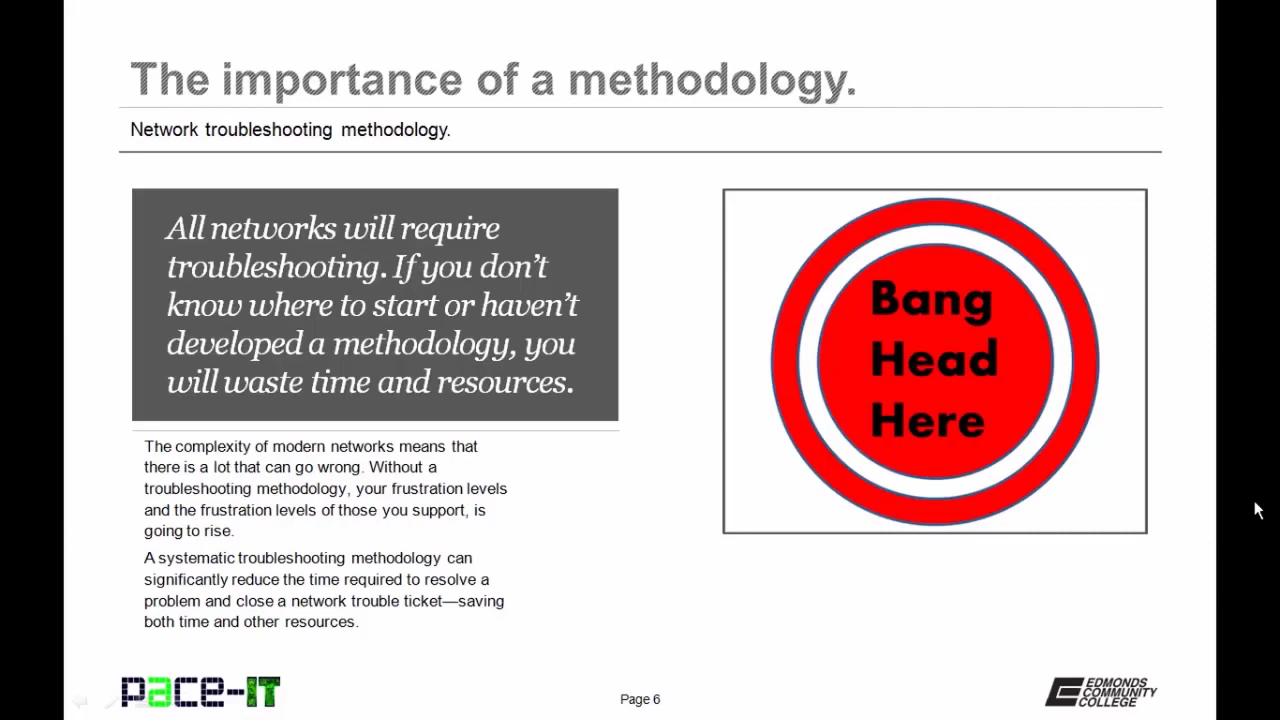 The importance of a methodology.
Network troubleshooting methodology.
All networks will require
troubleshooting. If you don’t
know where to start or haven’t
developed a methodology, you
will waste time and resources.
The complexity of modern networks means that
there is a lot that can go wrong. Without a
troubleshooting methodology, your frustration levels
and the frustration levels of those you support, is
going to rise.
A systematic troubleshooting methodology can
significantly reduce the time required to resolve a
problem and close a network trouble ticket—saving
both time and other resources.
Bang
Head
Here
PACE-IT
Page 6
EDMONDS
COMMUNITY
COLLEGE